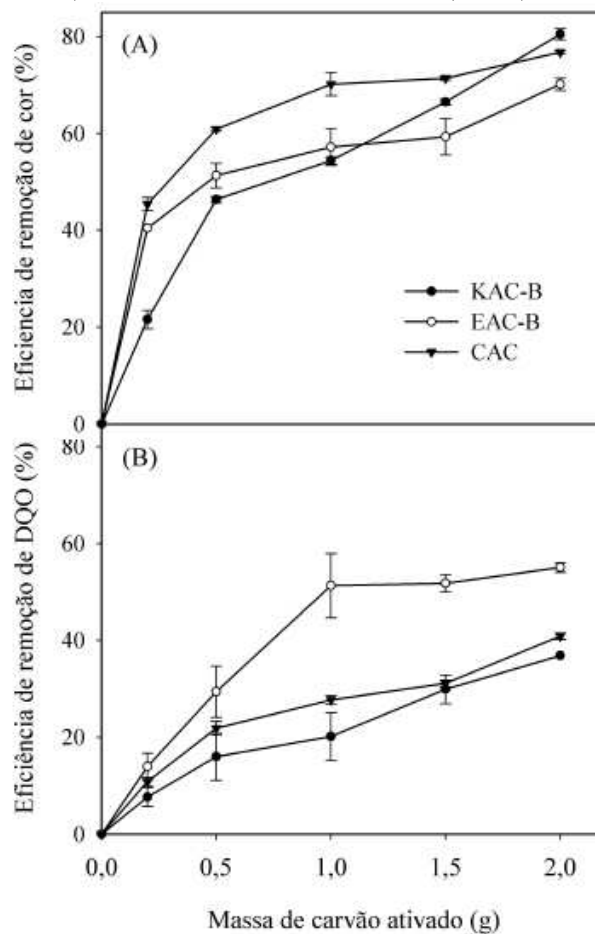 (A)
Eficiencia de remoção de cor (%)
80
60
40
20
0
KAC-B
EAC-B
CAC
(B)
Eficiência de remoção de DQO (%)
80
60
40
20
0
0,0 0,5 1,0 1,5 2,0
Massa de carvão ativado (g)